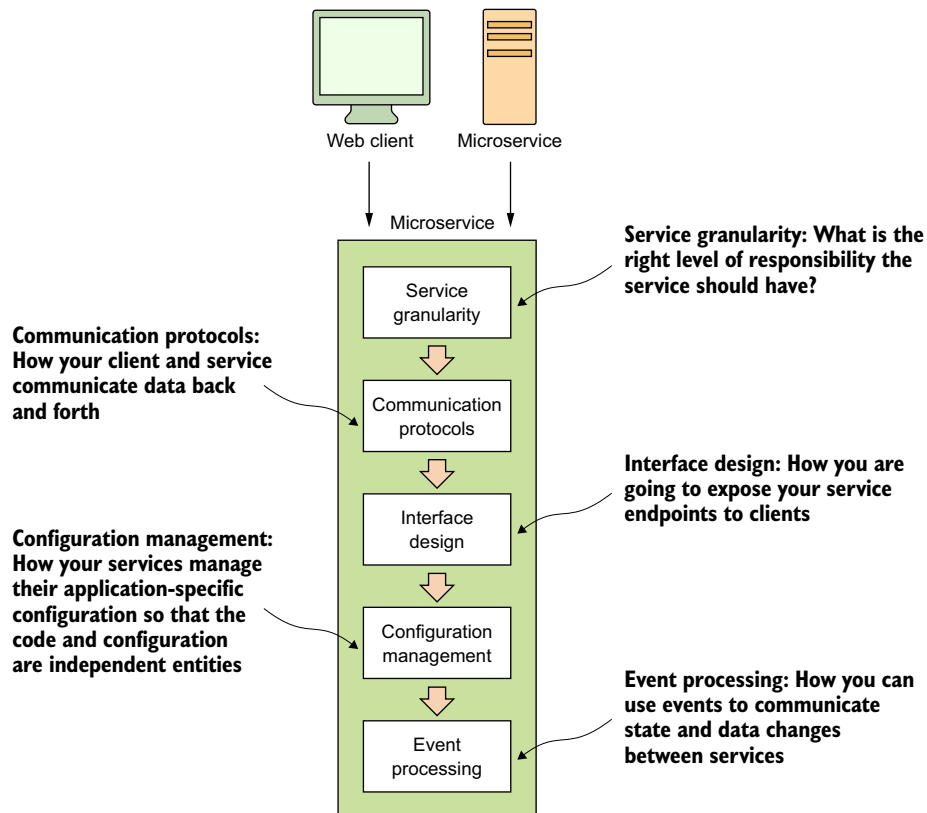 Web client
Microservice
Microservice
Service granularity: What is the
right level of responsibility the
service should have?
Service
granularity
Communication protocols:
How your client and service
communicate data back
and forth
Communication
protocols
Interface design: How you are
going to expose your service
endpoints to clients
Interface
design
Configuration management:
How your services manage
their application-specific
configuration so that the
code and configuration
are independent entities
Configuration
management
Event processing: How you can
use events to communicate
state and data changes
between services
Event
processing